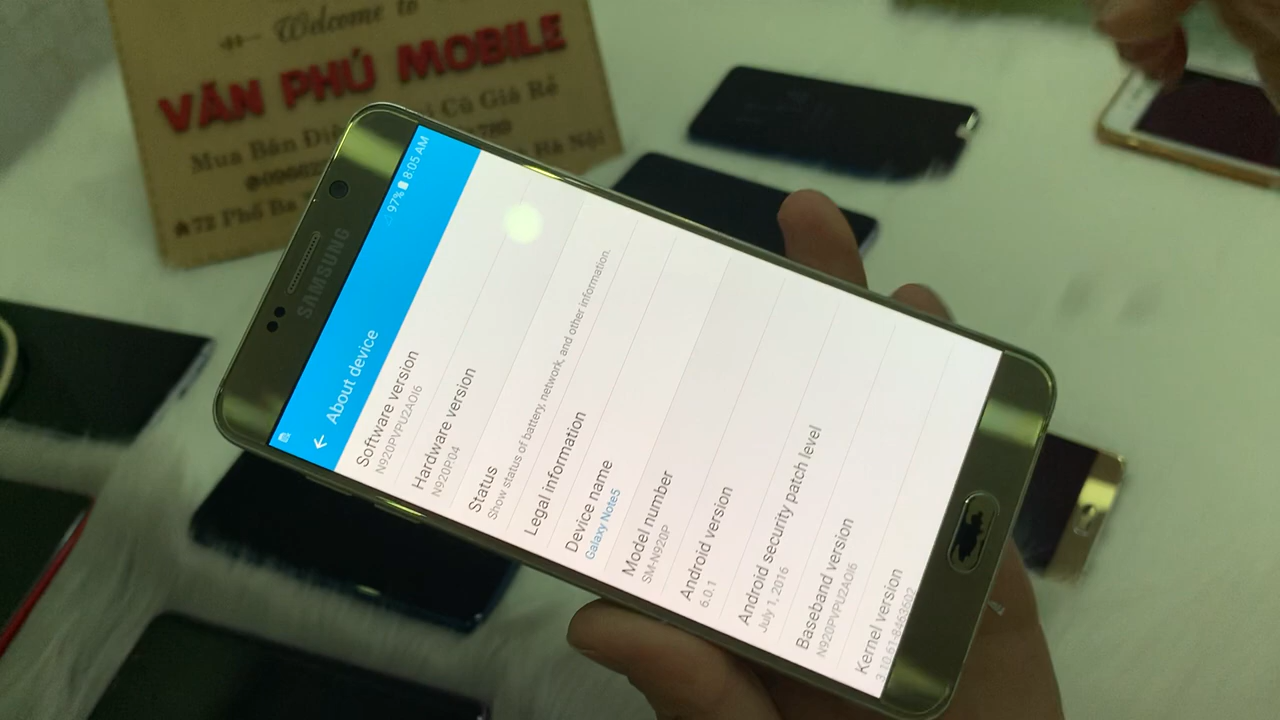 Welcome to
VĂN PHÚ MOBILE
Mua Bán
Cũ Giá Rẻ
Hà Nội
72 Phố Ba
SAMSUNG
97% 8:05 AM
About device
Software version
N920PVPU2AOI6
Hardware version
N920P.04
Status
Show status of battery, network, and other information.
Legal information
Device name
Galaxy Note5
Model number
SM-N920P
Android version
6.0.1
Android security patch level
July 1, 2016
Baseband version
N920PVPU2AOI6
Kernel version